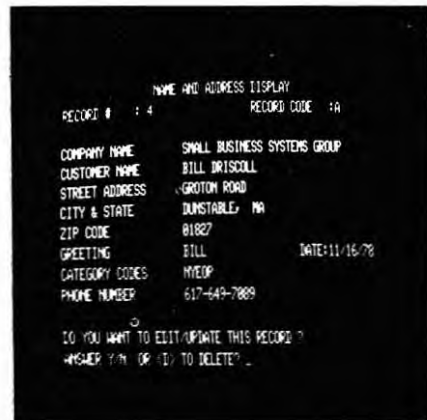 NAME AND ADDRESS DISPLAY
RECORD # : 4 RECORD CODE :A
COMPANY NAME SMALL BUSINESS SYSTEMS GROUP
CUSTOMER NAME BILL DRISCOLL
STREET ADDRESS GROTON ROAD
CITY & STATE DUNSTABLE, MA
ZIP CODE 01827
GREETING BILL DATE:11/16/78
CATEGORY CODES MYEOP
PHONE NUMBER 617-649-7089
DO YOU WANT TO EDIT/UPDATE THIS RECORD ?
ANSWER Y/N OR (D) TO DELETE? _